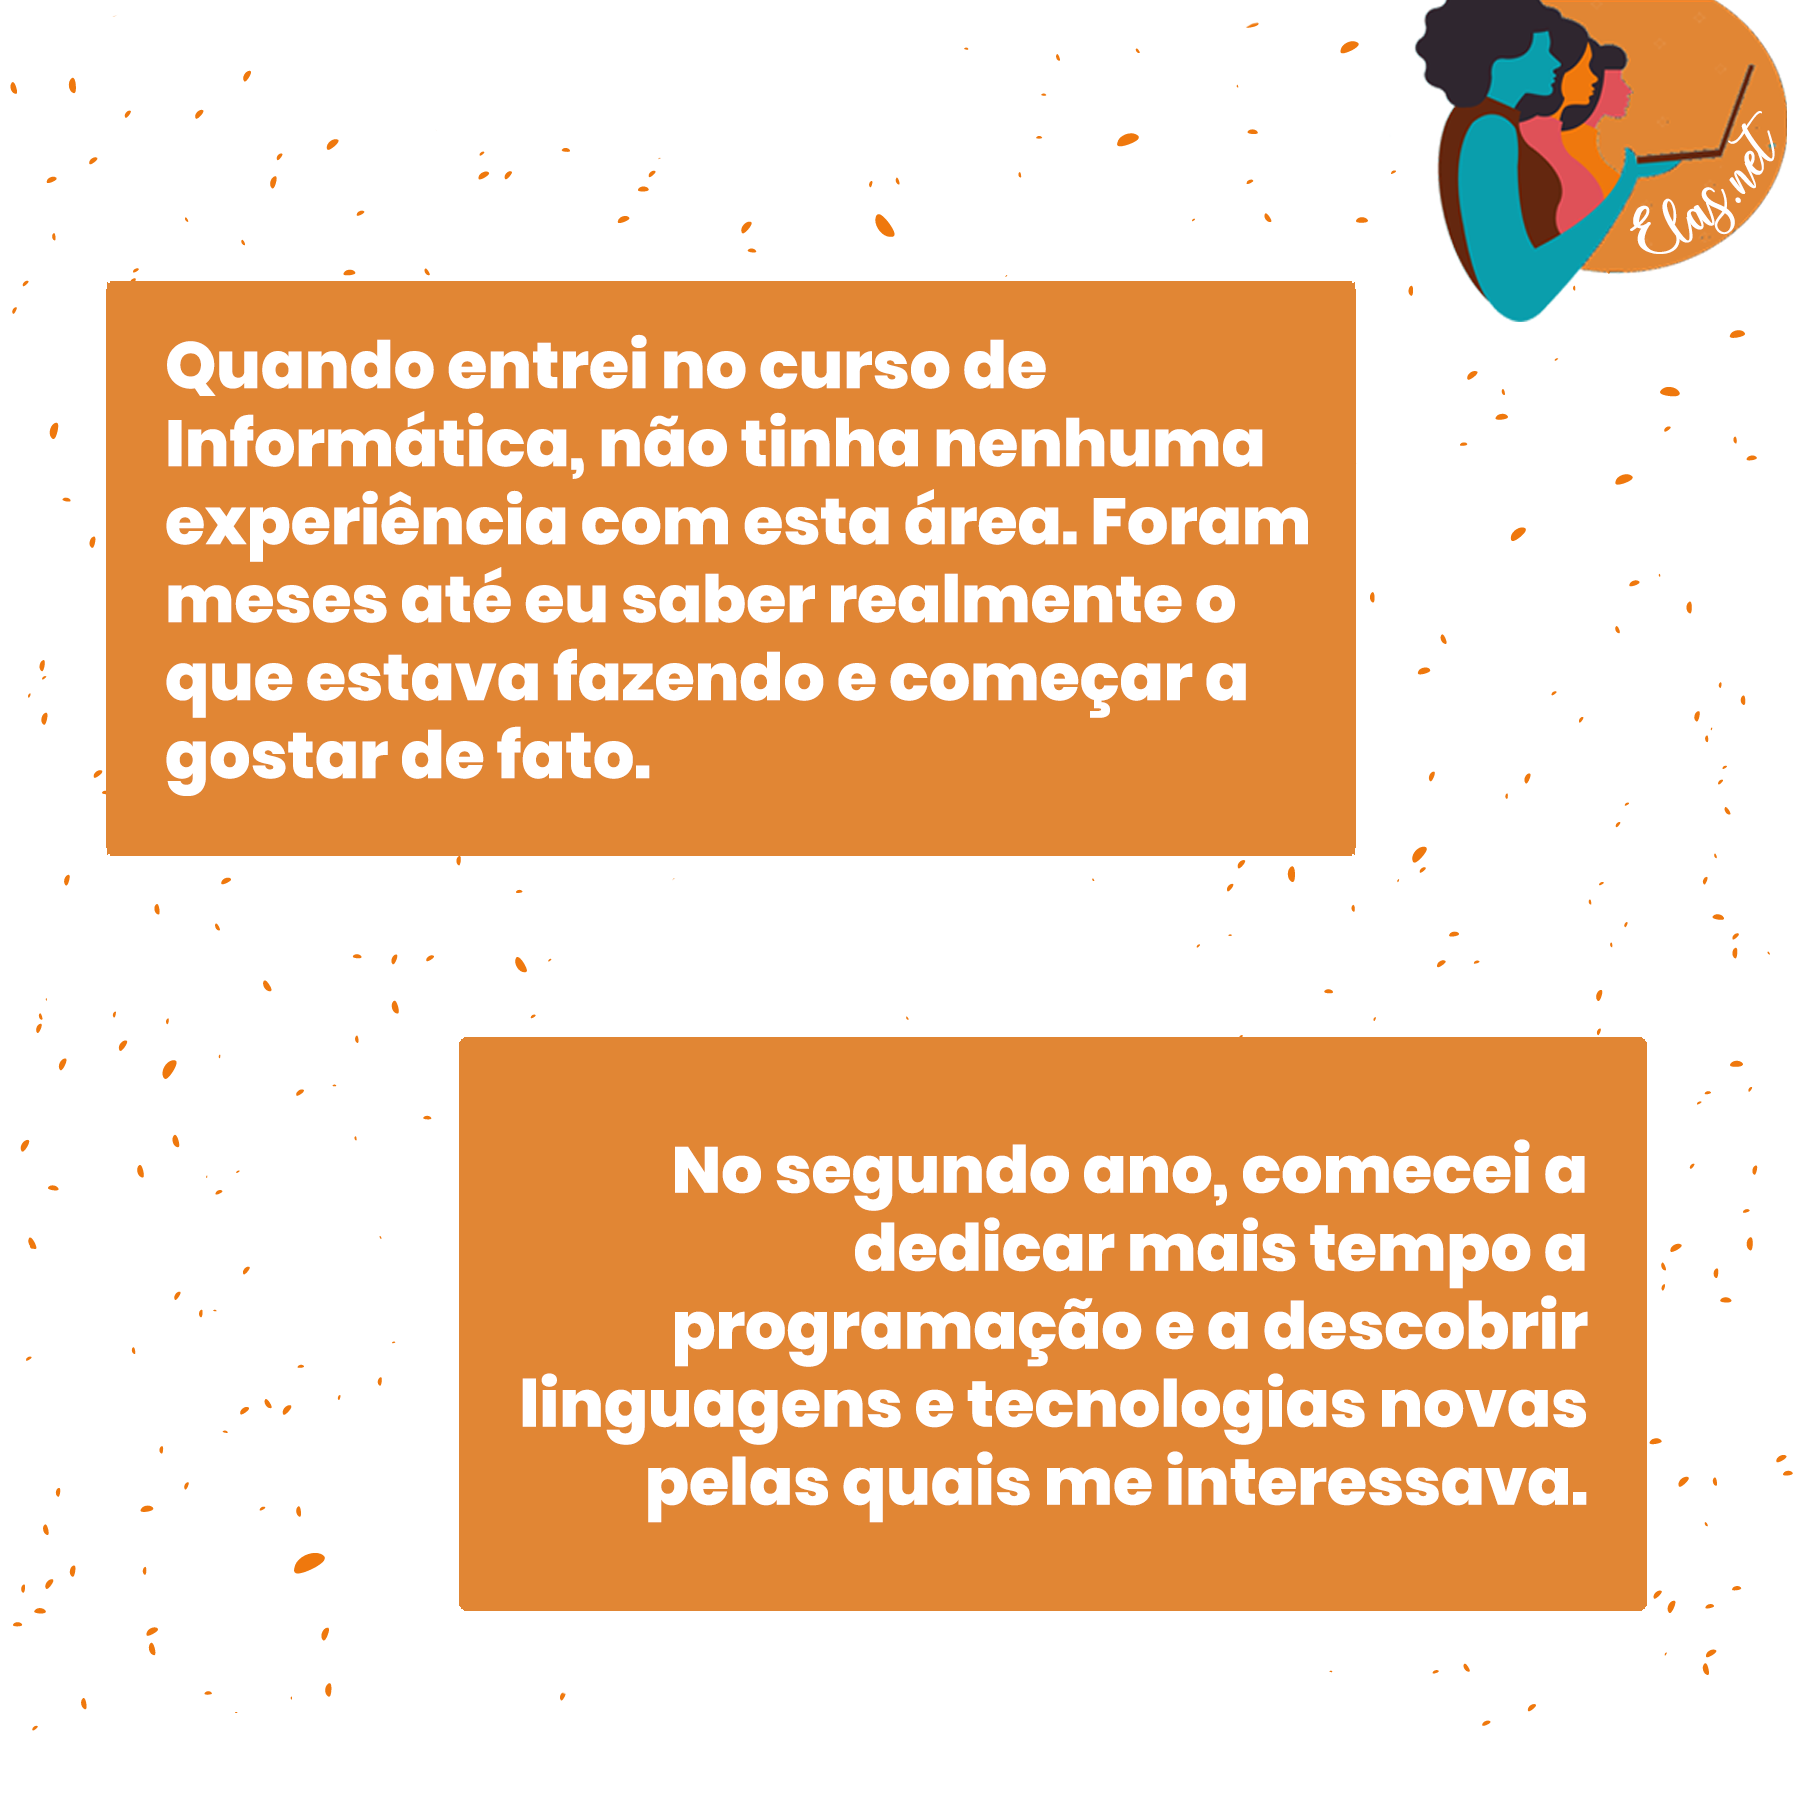 Elas.net
Quando entrei no curso de
Informática, não tinha nenhuma
experiência com esta área. Foram
meses até eu saber realmente o
que estava fazendo e começar a
gostar de fato.
No segundo ano, comecei a
dedicar mais tempo a
programação e a descobrir
linguagens e tecnologias novas
pelas quais me interessava.